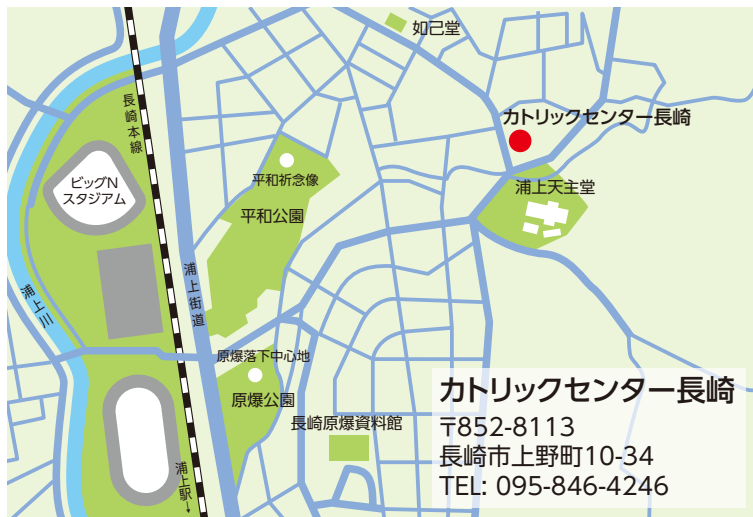 如己堂
長崎本線
カトリックセンター長崎
ビッグN
スタジアム
平和祈念像
浦上天主堂
平和公園
浦上街道
浦上川
原爆落下中心地
原爆公園
長崎原爆資料館
浦上駅→
カトリックセンター長崎
〒852-8113
長崎市上野町10-34
TEL: 095-846-4246